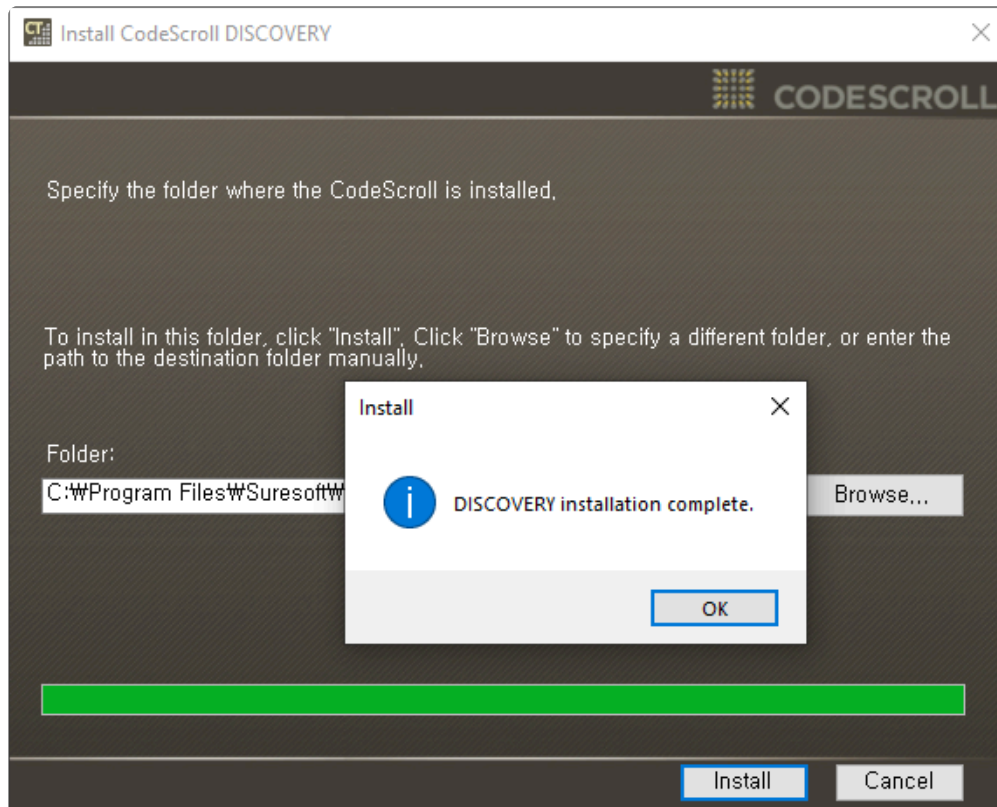 Install CodeScroll DISCOVERY
CODESCROLL
Specify the folder where the CodeScroll is installed.
To install in this folder, click "Install". Click "Browse" to specify a different folder, or enter the
path to the destination folder manually.
Install
Folder:
C:₩Program Files₩Suresoft₩
Browse...
DISCOVERY installation complete.
OK
Install
Cancel